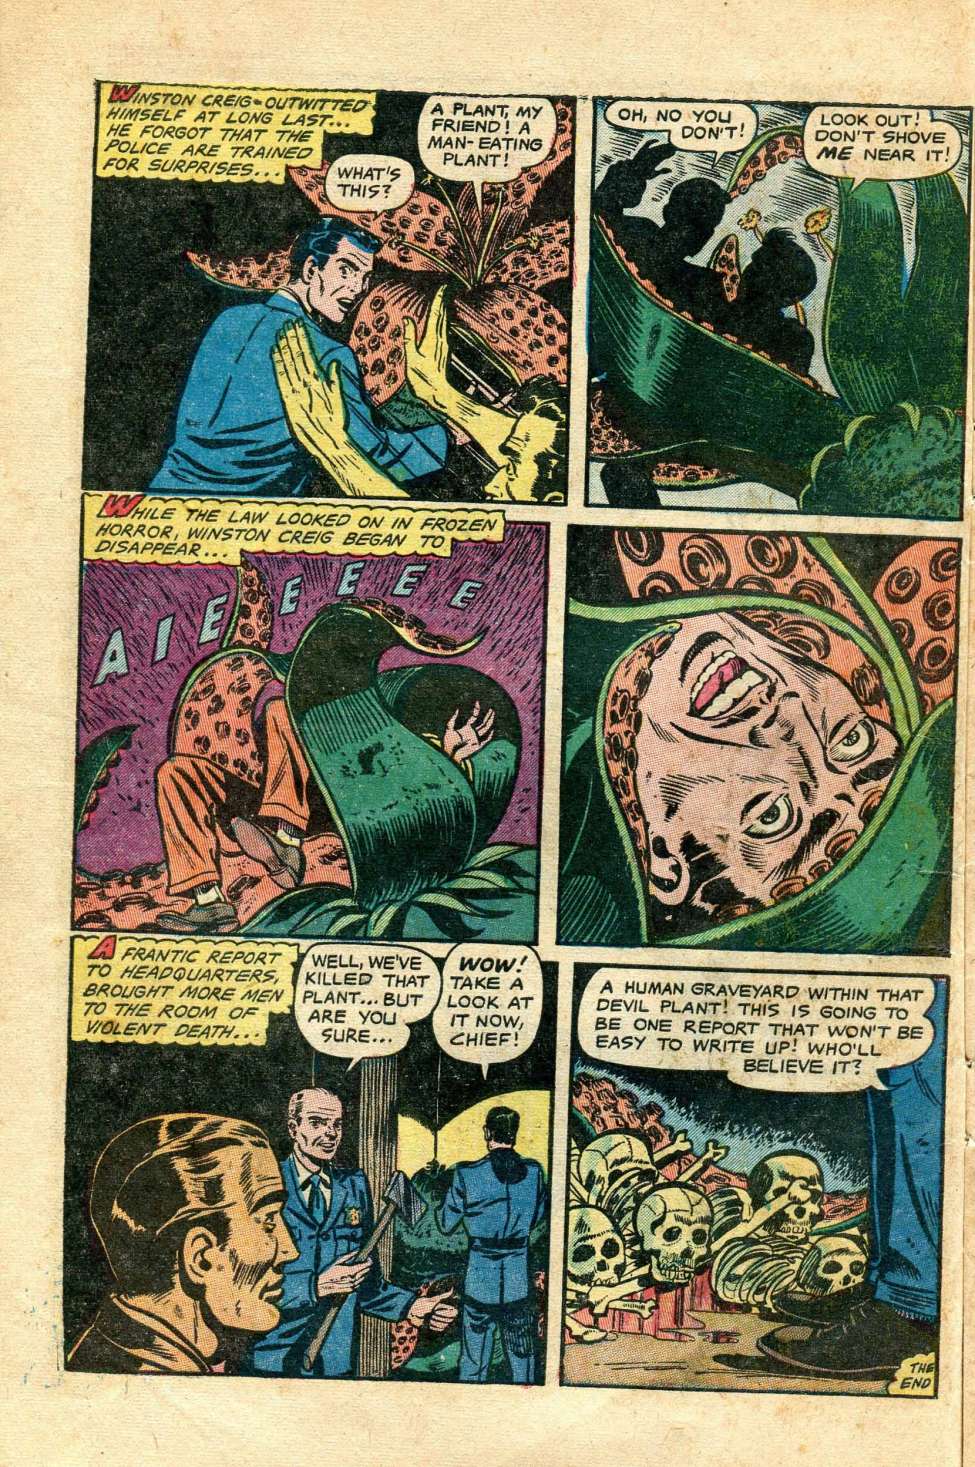 WINSTON CREIG-OUTWITTED
HIMSELF AT LONG LAST...
HE FORGOT THAT THE
POLICE ARE TRAINED
FOR SURPRISES...
WHAT'S
THIS?
A PLANT, MY
FRIEND! A
MAN-EATING
PLANT!
OH, NO YOU
DON'T!
LOOK OUT!
DON'T SHOVE
ME NEAR IT!
WHILE THE LAW LOOKED ON IN FROZEN
HORROR, WINSTON CREIG BEGAN TO
DISAPPEAR...
AIEEEEEE
A FRANTIC REPORT
TO HEADQUARTERS,
BROUGHT MORE MEN
TO THE ROOM OF
VIOLENT DEATH...
WELL, WE'VE
KILLED THAT
PLANT... BUT
ARE YOU
SURE...
WOW!
TAKE A
LOOK AT
IT NOW,
CHIEF!
A HUMAN GRAVEYARD WITHIN THAT
DEVIL PLANT! THIS IS GOING TO
BE ONE REPORT THAT WON'T BE
EASY TO WRITE UP! WHO'LL
BELIEVE IT?
THE
END